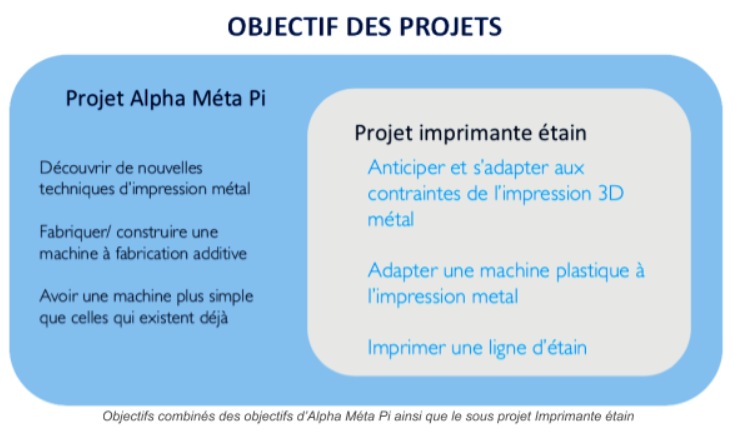 OBJECTIF DES PROJETS
Projet Alpha Méta Pi
Découvrir de nouvelles
techniques d'impression métal
Fabriquer/ construire une
machine à fabrication additive
Avoir une machine plus simple
que celles qui existent déjà
Projet imprimante étain
Anticiper et s'adapter aux
contraintes de l'impression 3D
métal
Adapter une machine plastique à
l'impression metal
Imprimer une ligne d'étain
Objectifs combinés des objectifs d'Alpha Méta Pi ainsi que le sous projet Imprimante étain